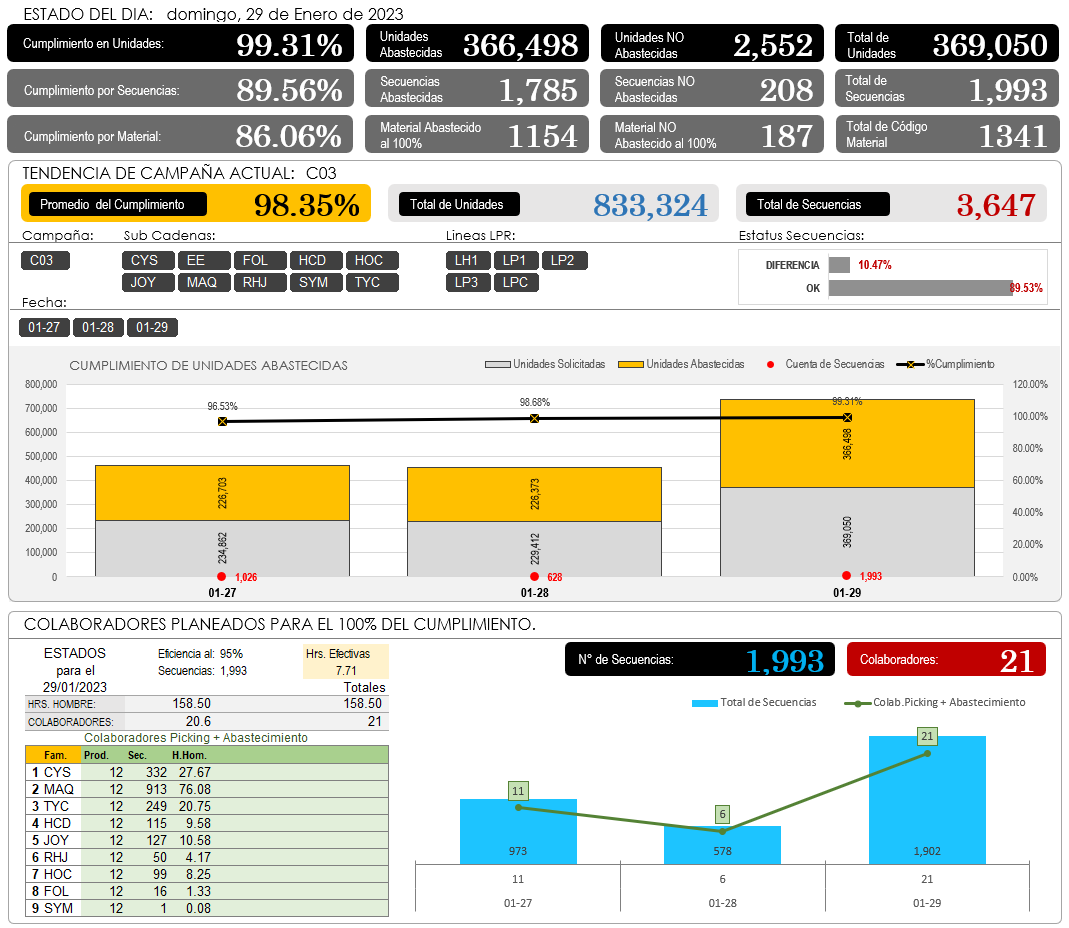 ESTADO DEL DIA: domingo, 29 de Enero de 2023
Cumplimiento en Unidades: 99.31%
Unidades Abastecidas 366,498
Unidades NO Abastecidas 2,552
Total de Unidades 369,050
Cumplimiento por Secuencias: 89.56%
Secuencias Abastecidas 1,785
Secuencias NO Abastecidas 208
Total de Secuencias 1,993
Cumplimiento por Material: 86.06%
Material Abastecido al 100% 1154
Material NO Abastecido al 100% 187
Total de Código Material 1341
TENDENCIA DE CAMPAÑA ACTUAL: C03
Promedio del Cumplimiento 98.35%
Total de Unidades 833,324
Total de Secuencias 3,647
Campaña: Sub Cadenas: Lineas LPR: Estatus Secuencias:
C03 CYS EE FOL HCD HOC LH1 LP1 LP2
JOY MAQ RHJ SYM TYC LP3 LPC
DIFERENCIA 10.47%
OK 89.53%
Fecha:
01-27 01-28 01-29
CUMPLIMIENTO DE UNIDADES ABASTECIDAS
Unidades Solicitadas Unidades Abastecidas Cuenta de Secuencias %Cumplimiento
800,000
700,000
600,000
500,000
400,000
300,000
200,000
100,000
0
120.00%
100.00%
80.00%
60.00%
40.00%
20.00%
0.00%
96.53% 98.68% 99.31%
226,703 226,373 366,498
234,862 229,412 369,050
1,026 628 1,993
01-27 01-28 01-29
COLABORADORES PLANEADOS PARA EL 100% DEL CUMPLIMIENTO.
ESTADOS Eficiencia al: 95% Hrs. Efectivas
para el Secuencias: 1,993 7.71
29/01/2023 Totales
HRS. HOMBRE: 158.50 158.50
COLABORADORES: 20.6 21
Colaboradores Picking + Abastecimiento
Fam. Prod. Sec. H.Hom.
1 CYS 12 332 27.67
2 MAQ 12 913 76.08
3 TYC 12 249 20.75
4 HCD 12 115 9.58
5 JOY 12 127 10.58
6 RHJ 12 50 4.17
7 HOC 12 99 8.25
8 FOL 12 16 1.33
9 SYM 12 1 0.08
N° de Secuencias: 1,993
Colaboradores: 21
Total de Secuencias Colab.Picking + Abastecimiento
11 6 21
973 578 1,902
11 6 21
01-27 01-28 01-29